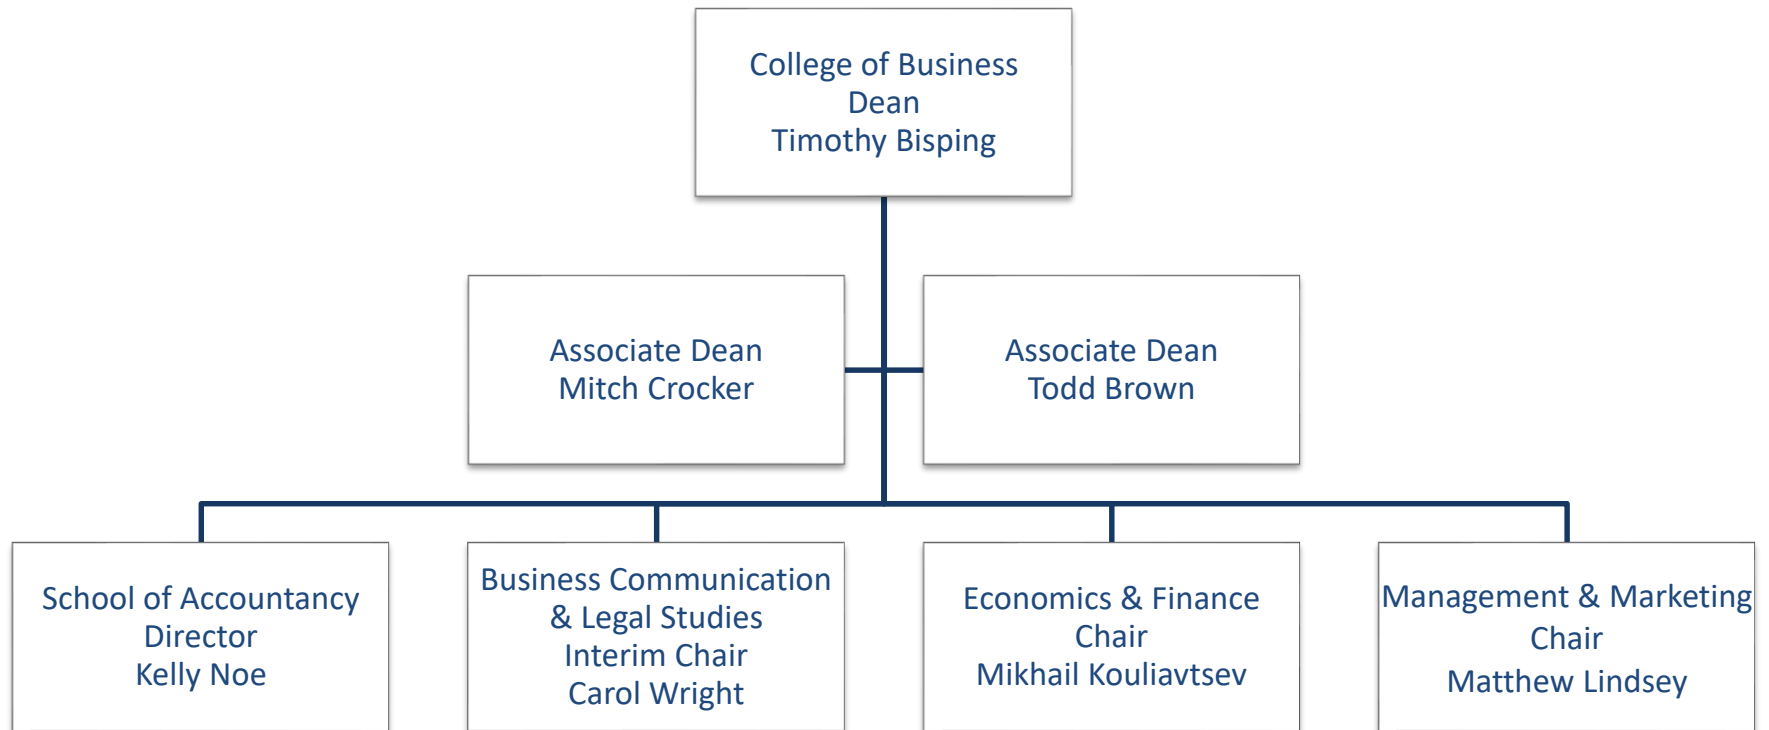 College of Business
Dean
Timothy Bisping
Associate Dean
Mitch Crocker
Associate Dean
Todd Brown
School of Accountancy
Director
Kelly Noe
Business Communication
& Legal Studies
Interim Chair
Carol Wright
Economics & Finance
Chair
Mikhail Kouliavtsev
Management & Marketing
Chair
Matthew Lindsey